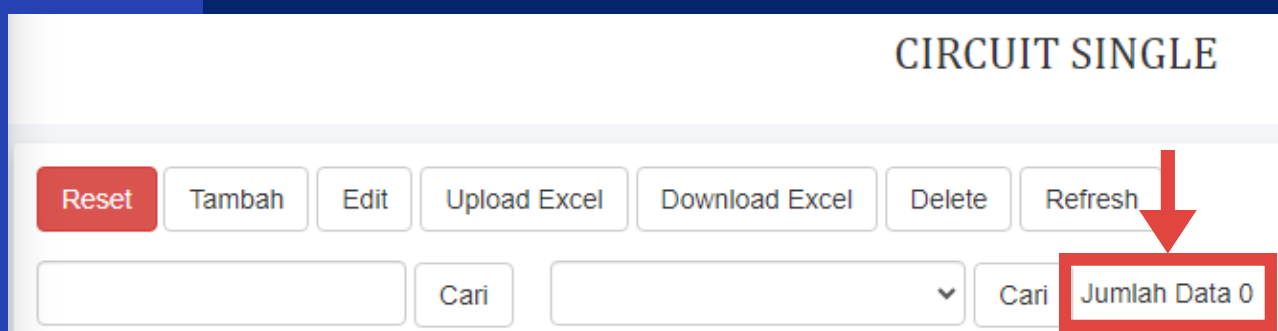 CIRCUIT SINGLE
Reset Tambah Edit Upload Excel Download Excel Delete Refresh
Cari Cari Jumlah Data 0